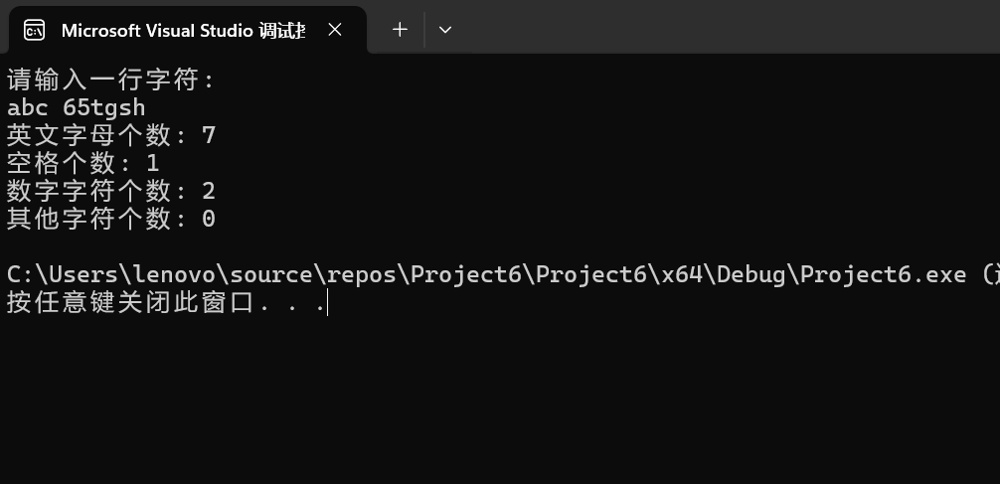 Microsoft Visual Studio 调试
请输入一行字符:
abc 65tgsh
英文字母个数: 7
空格个数: 1
数字字符个数: 2
其他字符个数: 0
C:\Users\lenovo\source\repos\Project6\Project6\x64\Debug\Project6.exe (
按任意键关闭此窗口. . .